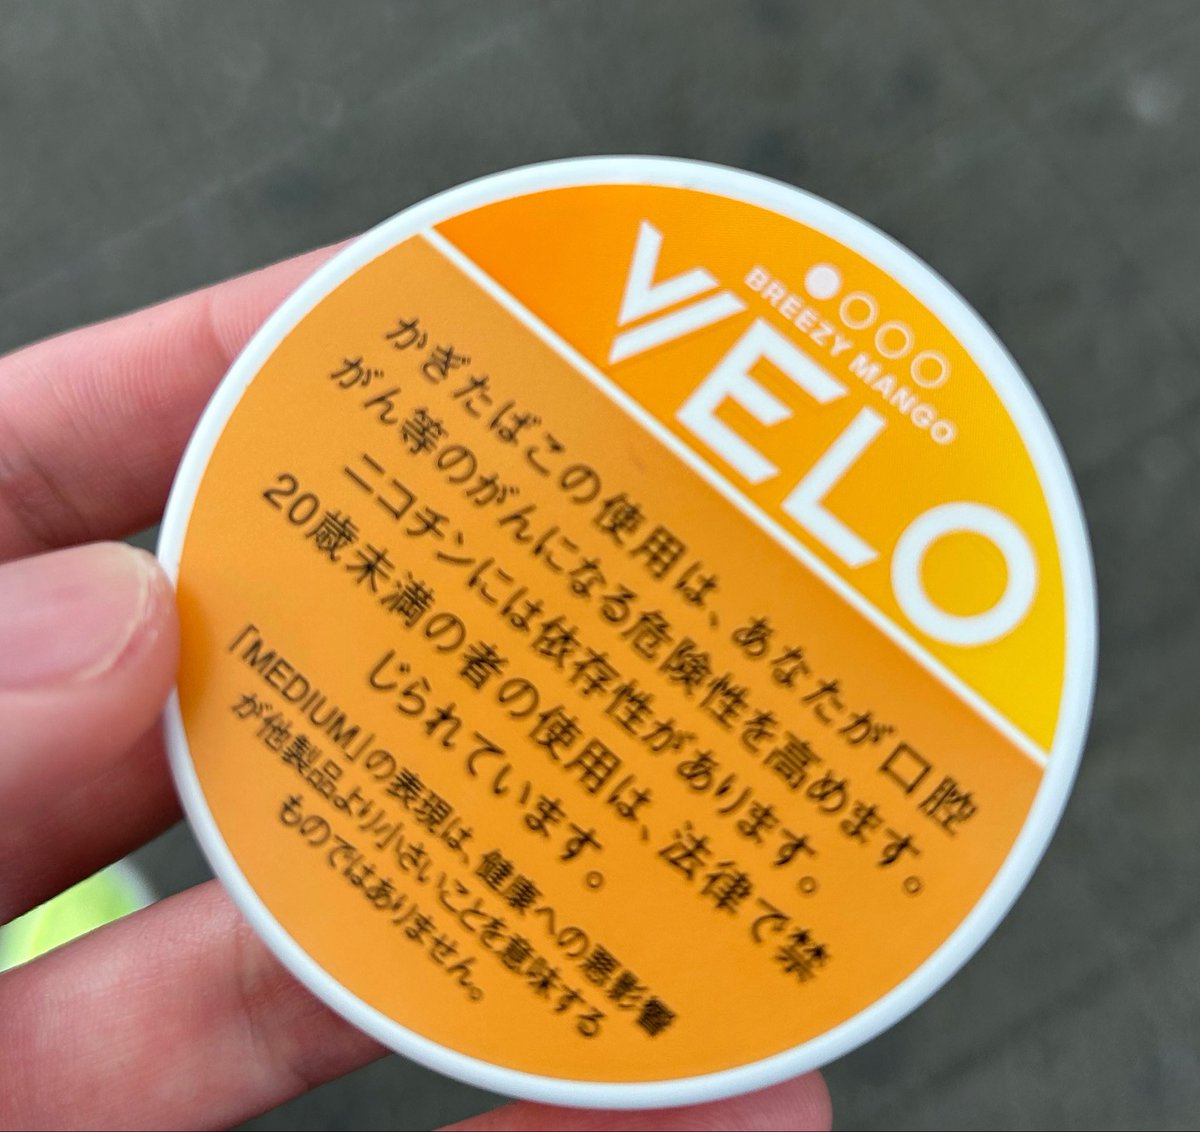 BREEZY MANGO
VELO
かぎたばこの使用は、あなたが口腔
がん等のがんになる危険性を高めます。
ニコチンには依存性があります。
20歳未満の者の使用は、法律で禁
じられています。
「MEDIUM」の表現は、健康への悪影響
が他製品より小さいことを意味する
ものではありません。